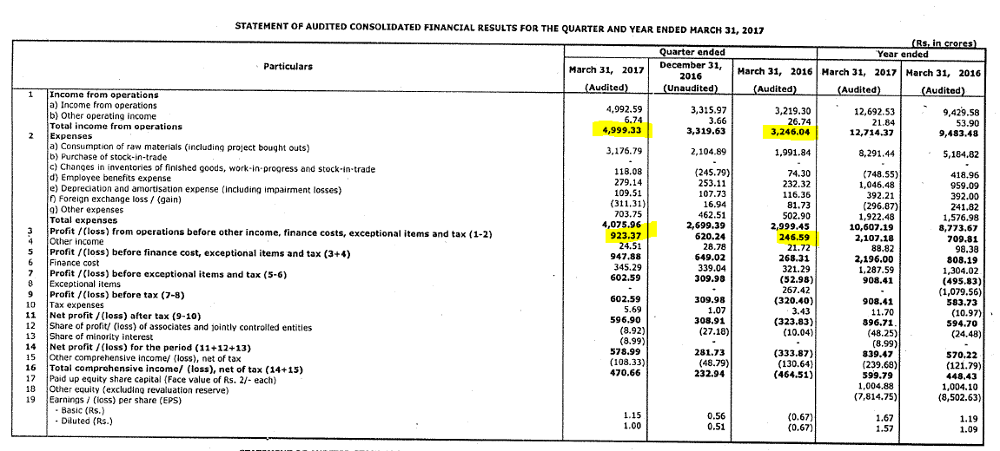 STATEMENT OF AUDITED CONSOLIDATED FINANCIAL RESULTS FOR THE QUARTER AND YEAR ENDED MARCH 31, 2017
(Rs. in crores)
Particulars Quarter ended Year ended
March 31, 2017 December 31, 2016 March 31, 2016 March 31, 2017 March 31, 2016
(Audited) (Unaudited) (Audited) (Audited) (Audited)
1 Income from operations
a) Income from operations 4,992.59 3,315.97 3,219.30 12,692.53 9,429.58
b) Other operating income 6.74 3.66 26.74 21.84 53.90
Total income from operations 4,999.33 3,319.63 3,246.04 12,714.37 9,483.48
2 Expenses
a) Consumption of raw materials (including project bought outs) 3,176.79 2,104.89 1,991.84 8,291.44 5,184.82
b) Purchase of stock-in-trade - - - - -
c) Changes in inventories of finished goods, work-in-progress and stock-in-trade 118.08 (245.79) 74.30 (748.55) 418.96
d) Employee benefits expense 279.14 253.11 232.32 1,046.48 959.09
e) Depreciation and amortisation expense (including impairment losses) 109.51 107.73 116.36 392.21 392.00
f) Foreign exchange loss / (gain) (311.31) 16.94 81.73 (296.87) 241.82
g) Other expenses 703.75 462.51 502.90 1,922.48 1,576.98
Total expenses 4,075.96 2,699.39 2,999.45 10,607.19 8,773.67
3 Profit /(loss) from operations before other income, finance costs, exceptional items and tax (1-2) 923.37 620.24 246.59 2,107.18 709.81
4 Other income 24.51 28.78 21.72 88.82 98.38
5 Profit /(loss) before finance cost, exceptional items and tax (3+4) 947.88 649.02 268.31 2,196.00 808.19
6 Finance cost 345.29 339.04 321.29 1,287.59 1,304.02
7 Profit /(loss) before exceptional items and tax (5-6) 602.59 309.98 (52.98) 908.41 (495.83)
8 Exceptional items 267.42 (1,079.56)
9 Profit /(loss) before tax (7-8) 602.59 309.98 (320.40) 908.41 583.73
10 Tax expenses 5.69 1.07 3.43 11.70 (10.97)
11 Net profit /(loss) after tax (9-10) 596.90 308.91 (323.83) 896.71 594.70
12 Share of profit/ (loss) of associates and jointly controlled entities (8.92) (27.18) (10.04) (48.25) (24.48)
13 Share of minority interest (8.99) - - (8.99) -
14 Net profit /(loss) for the period (11+12+13) 578.99 281.73 (333.87) 839.47 570.22
15 Other comprehensive income/ (loss), net of tax (108.33) (48.79) (130.64) (239.68) (121.79)
16 Total comprehensive income/ (loss), net of tax (14+15) 470.66 232.94 (464.51) 599.79 448.43
17 Paid up equity share capital (Face value of Rs. 2/- each) 1,004.88 1,004.10
18 Other equity (excluding revaluation reserve) (7,814.75) (8,502.63)
19 Earnings / (loss) per share (EPS)
- Basic (Rs.) 1.15 0.56 (0.67) 1.67 1.19
- Diluted (Rs.) 1.00 0.51 (0.67) 1.57 1.09